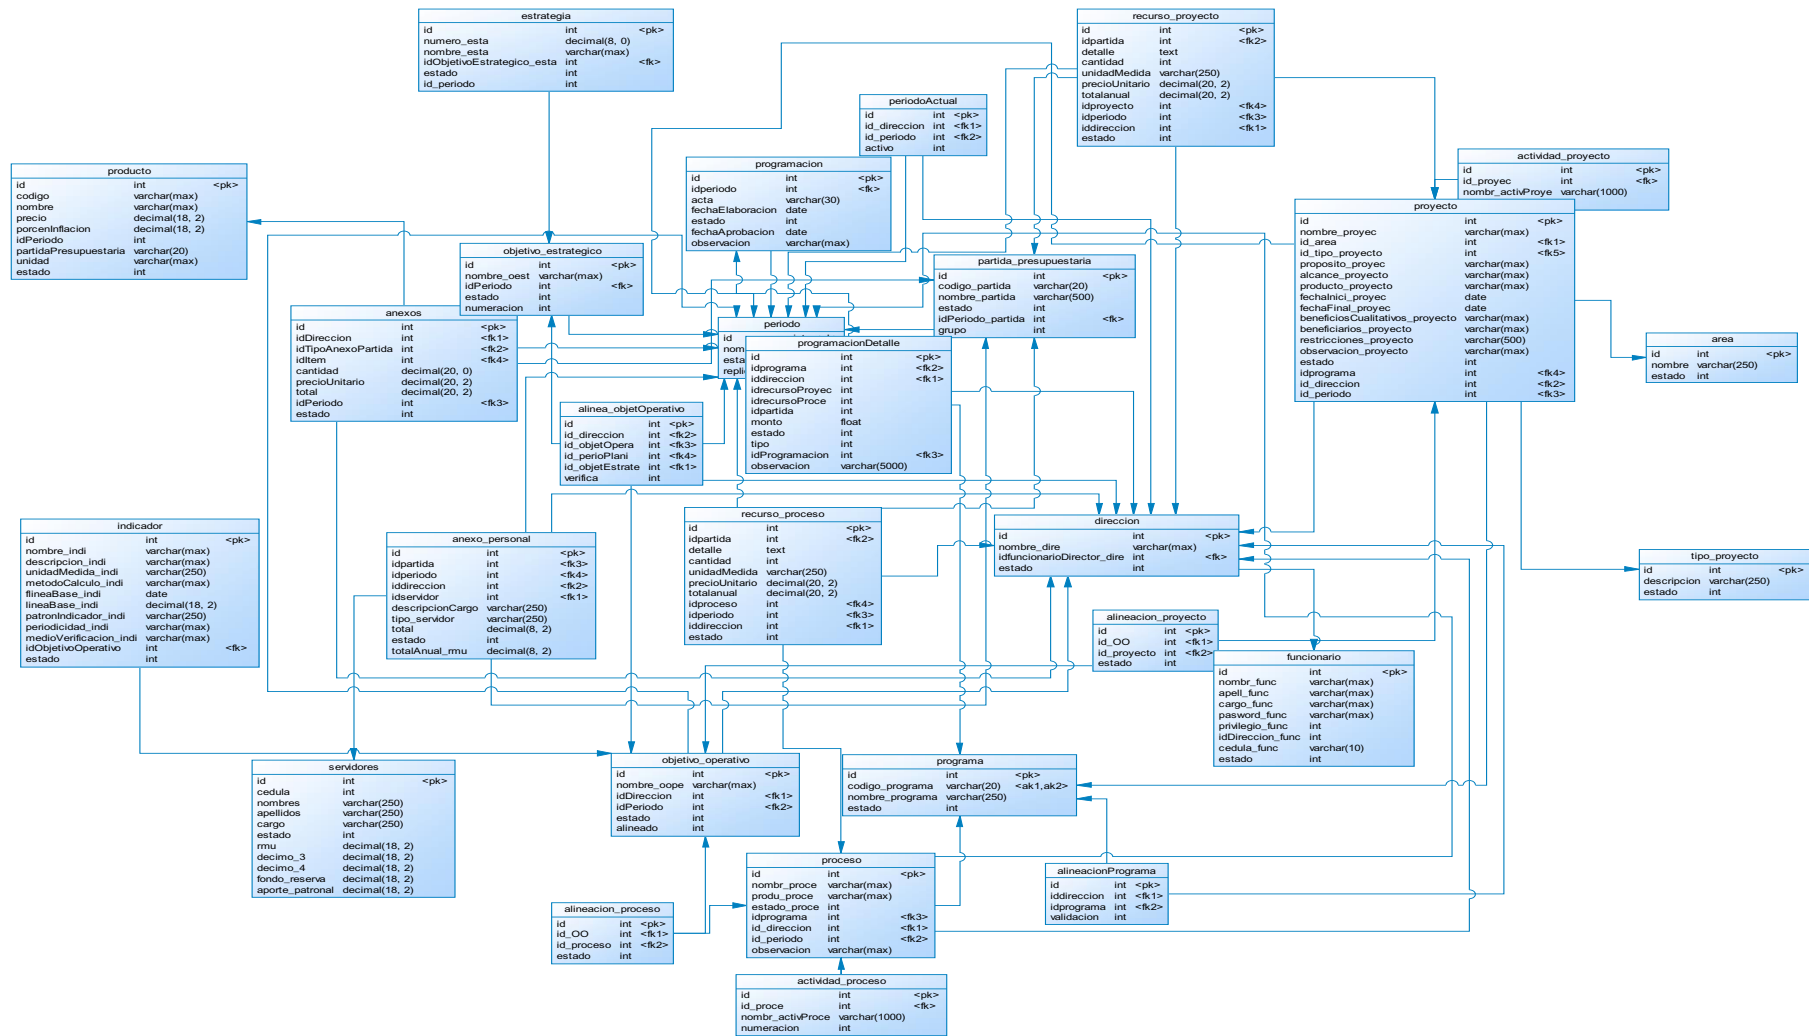 estrategia
id int <pk>
numero_esta decimal(8, 0)
nombre_esta varchar(max)
idObjetivoEstrategico_esta int <fk>
estado int
id_periodo int
recurso_proyecto
id int <pk>
idpartida int <fk2>
detalle text
cantidad int
unidadMedida varchar(250)
precioUnitario decimal(20, 2)
totalanual decimal(20, 2)
idproyecto int <fk4>
idperiodo int <fk3>
iddireccion int <fk1>
estado int
periodoActual
id int <pk>
id_direccion int <fk1>
id_periodo int <fk2>
activo int
programacion
id int <pk>
idperiodo int <fk>
acta varchar(30)
fechaElaboracion date
estado int
fechaAprobacion date
observacion varchar(max)
actividad_proyecto
id int <pk>
id_proyec int <fk>
nombr_activProye varchar(1000)
producto
id int <pk>
codigo varchar(max)
nombre varchar(max)
precio decimal(18, 2)
porcenInflacion decimal(18, 2)
idPeriodo int
partidaPresupuestaria varchar(20)
unidad varchar(max)
estado int
proyecto
id int <pk>
nombre_proyec varchar(max)
id_area int <fk1>
id_tipo_proyecto int <fk5>
proposito_proyec varchar(max)
alcance_proyecto varchar(max)
producto_proyecto varchar(max)
fechaInici_proyec date
fechaFinal_proyec date
beneficiosCualitativos_proyecto varchar(max)
beneficiarios_proyecto varchar(max)
restricciones_proyecto varchar(500)
observacion_proyecto varchar(max)
estado int
idprograma int <fk4>
id_direccion int <fk2>
id_periodo int <fk3>
objetivo_estrategico
id int <pk>
nombre_oest varchar(max)
idPeriodo int <fk>
estado int
numeracion int
partida_presupuestaria
id int <pk>
codigo_partida varchar(20)
nombre_partida varchar(500)
estado int
idPeriodo_partida int <fk>
grupo int
anexos
id int <pk>
idDireccion int <fk1>
idTipoAnexoPartida int <fk2>
idItem int <fk4>
cantidad decimal(20, 0)
precioUnitario decimal(20, 2)
total decimal(20, 2)
idPeriodo int <fk3>
estado int
periodo
id
programacionDetalle
id int <pk>
idprograma int <fk2>
iddireccion int <fk1>
idrecursoProyec int
idrecursoProce int
idpartida int
monto float
estado int
tipo int
idProgramacion int <fk3>
observacion varchar(5000)
area
id int <pk>
nombre varchar(250)
estado int
alinea_objetOperativo
id int <pk>
id_direccion int <fk2>
id_objetOpera int <fk3>
id_perioPlani int <fk4>
id_objetEstrate int <fk1>
verifica int
indicador
id int <pk>
nombre_indi varchar(max)
descripcion_indi varchar(max)
unidadMedida_indi varchar(250)
metodoCalculo_indi varchar(max)
flineaBase_indi date
lineaBase_indi decimal(18, 2)
patronIndicador_indi varchar(250)
periodicidad_indi varchar(max)
medioVerificacion_indi varchar(max)
idObjetivoOperativo int <fk>
estado int
anexo_personal
id int <pk>
idpartida int <fk3>
idperiodo int <fk4>
iddireccion int <fk2>
idservidor int <fk1>
descripcionCargo varchar(250)
tipo_servidor varchar(250)
total decimal(8, 2)
estado int
totalAnual_rmu decimal(8, 2)
recurso_proceso
id int <pk>
idpartida int <fk2>
detalle text
cantidad int
unidadMedida varchar(250)
precioUnitario decimal(20, 2)
totalanual decimal(20, 2)
idproceso int <fk4>
idperiodo int <fk3>
iddireccion int <fk1>
estado int
direccion
id int <pk>
nombre_dire varchar(max)
idfuncionarioDirector_dire int <fk>
estado int
tipo_proyecto
id int <pk>
descripcion varchar(250)
estado int
alineacion_proyecto
id int <pk>
id_OO int <fk1>
id_proyecto int <fk2>
estado int
funcionario
id int <pk>
nombr_func varchar(max)
apell_func varchar(max)
cargo_func varchar(max)
pasword_func varchar(max)
privilegio_func int
idDireccion_func int
cedula_func varchar(10)
estado int
servidores
id int <pk>
cedula int
nombres varchar(250)
apellidos varchar(250)
cargo varchar(250)
estado int
rmu decimal(18, 2)
decimo_3 decimal(18, 2)
decimo_4 decimal(18, 2)
fondo_reserva decimal(18, 2)
aporte_patronal decimal(18, 2)
objetivo_operativo
id int <pk>
nombre_oope varchar(max)
idDireccion int <fk1>
idPeriodo int <fk2>
estado int
alineado int
programa
id int <pk>
codigo_programa varchar(20) <ak1,ak2>
nombre_programa varchar(250)
estado int
proceso
id int <pk>
nombr_proce varchar(max)
produ_proce varchar(max)
estado_proce int
idprograma int <fk3>
id_direccion int <fk1>
id_periodo int <fk2>
observacion varchar(max)
alineacionPrograma
id int <pk>
iddireccion int <fk1>
idprograma int <fk2>
validacion int
alineacion_proceso
id int <pk>
id_OO int <fk1>
id_proceso int <fk2>
estado int
actividad_proceso
id int <pk>
id_proce int <fk>
nombr_activProce varchar(1000)
numeracion int